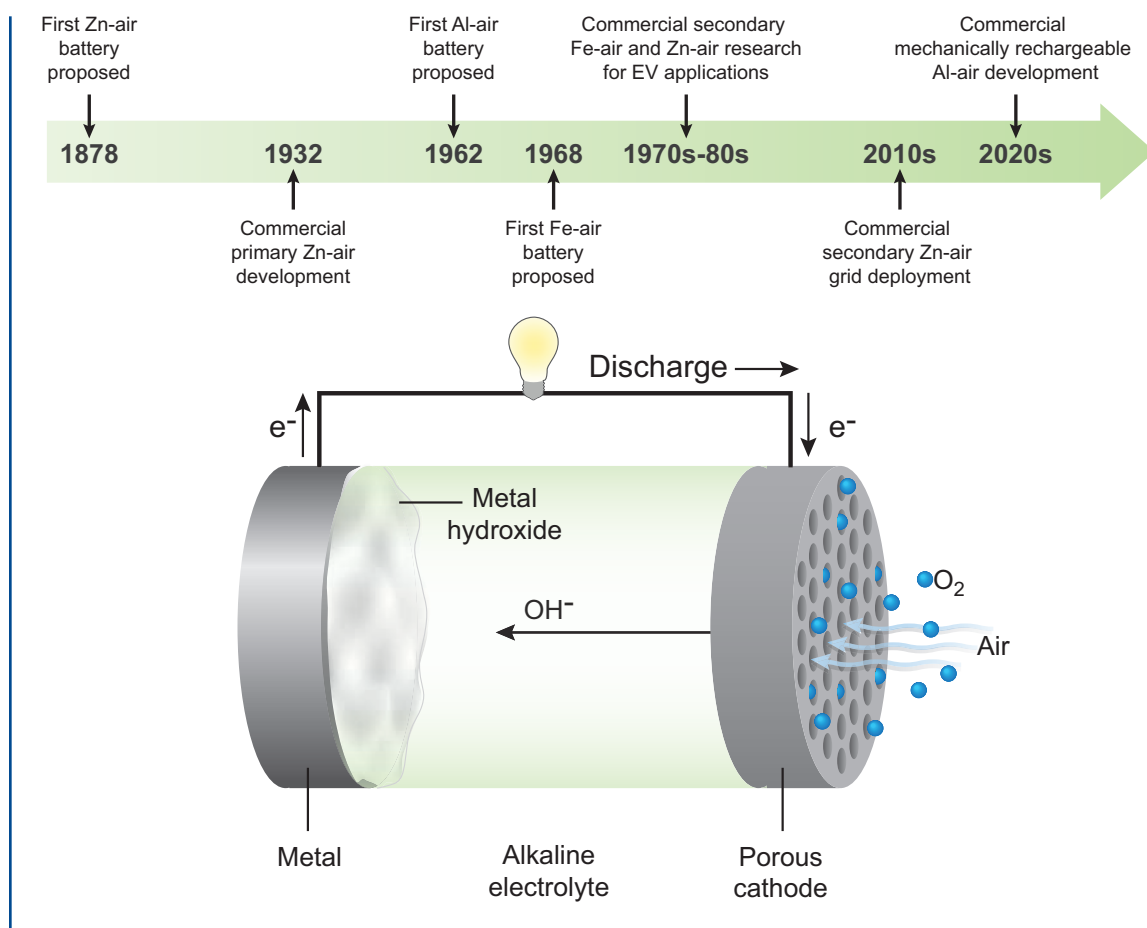 First Zn-air
battery
proposed
First Al-air
battery
proposed
Commercial secondary
Fe-air and Zn-air research
for EV applications
Commercial
mechanically rechargeable
Al-air development
1878
1932
1962
1968
1970s-80s
2010s
2020s
Commercial
primary Zn-air
development
First Fe-air
battery
proposed
Commercial
secondary Zn-air
grid deployment
Discharge
e⁻
e⁻
Metal
hydroxide
OH⁻
O₂
Air
Metal
Alkaline
electrolyte
Porous
cathode